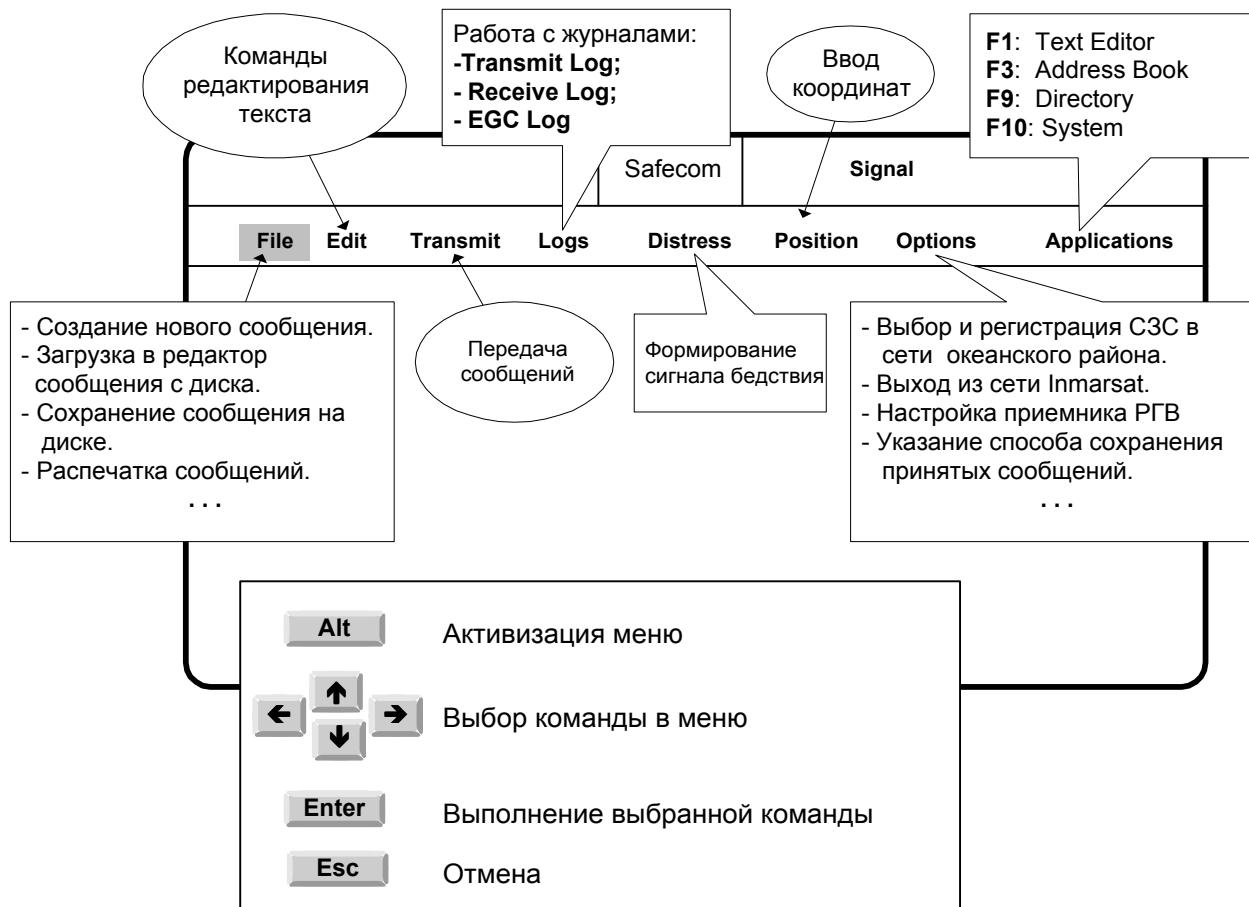 Команды
редактирования
текста
Работа с журналами:
-Transmit Log;
- Receive Log;
- EGC Log
Ввод
координат
F1: Text Editor
F3: Address Book
F9: Directory
F10: System
Safecom
Signal
File Edit Transmit Logs Distress Position Options Applications
- Создание нового сообщения.
- Загрузка в редактор
сообщения с диска.
- Сохранение сообщения на
диске.
- Распечатка сообщений.
. . .
Передача
сообщений
Формирование
сигнала бедствия
- Выбор и регистрация СЗС в
сети океанского района.
- Выход из сети Inmarsat.
- Настройка приемника РГВ
- Указание способа сохранения
принятых сообщений.
. . .
Alt Активизация меню
Выбор команды в меню
Enter Выполнение выбранной команды
Esc Отмена